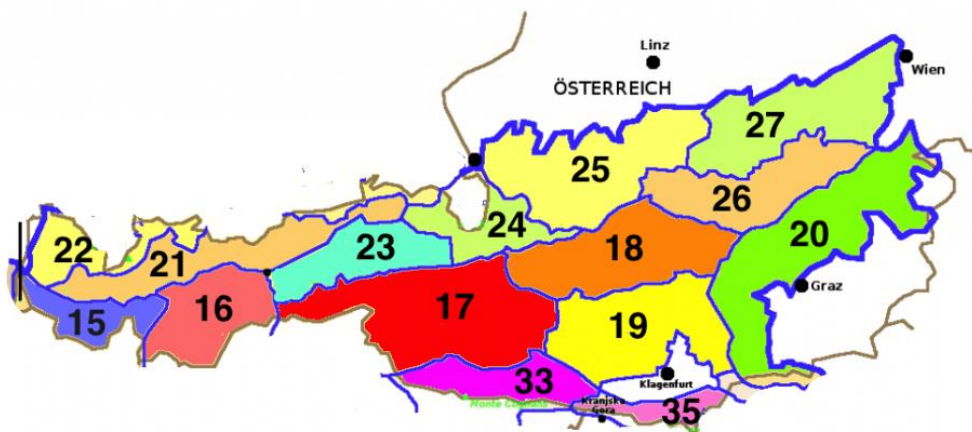 Linz
Wien
ÖSTERREICH
27
25
26
22
21
23
24
18
20
16
15
17
19
Graz
33
Klagenfurt
Kranjska
Gora
35